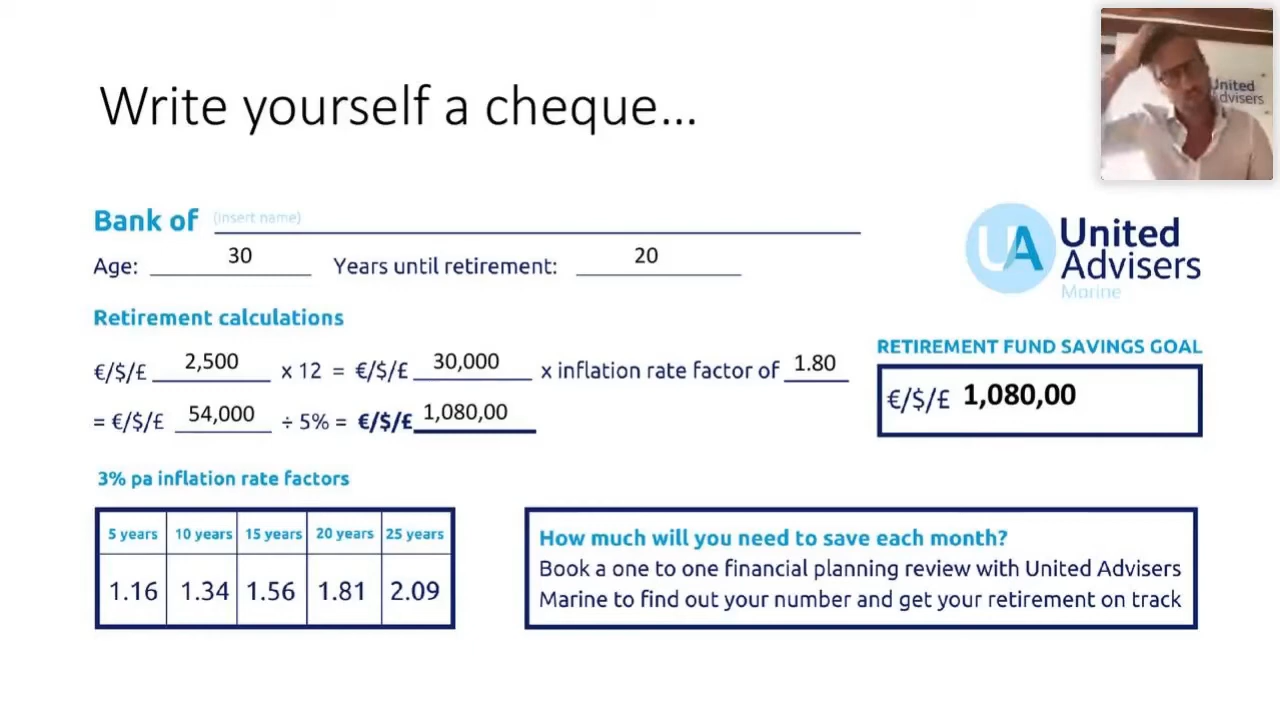 Write yourself a cheque...
United
Advisers
Bank of (insert name)
Age: 30 Years until retirement: 20
UA United
Advisers
Marine
Retirement calculations
€/$/£ 2,500 x 12 = €/$/£ 30,000 x inflation rate factor of 1.80
= €/$/£ 54,000 ÷ 5% = €/$/£ 1,080,00
RETIREMENT FUND SAVINGS GOAL
€/$/£ 1,080,00
3% pa inflation rate factors
5 years 10 years 15 years 20 years 25 years
1.16 1.34 1.56 1.81 2.09
How much will you need to save each month?
Book a one to one financial planning review with United Advisers
Marine to find out your number and get your retirement on track